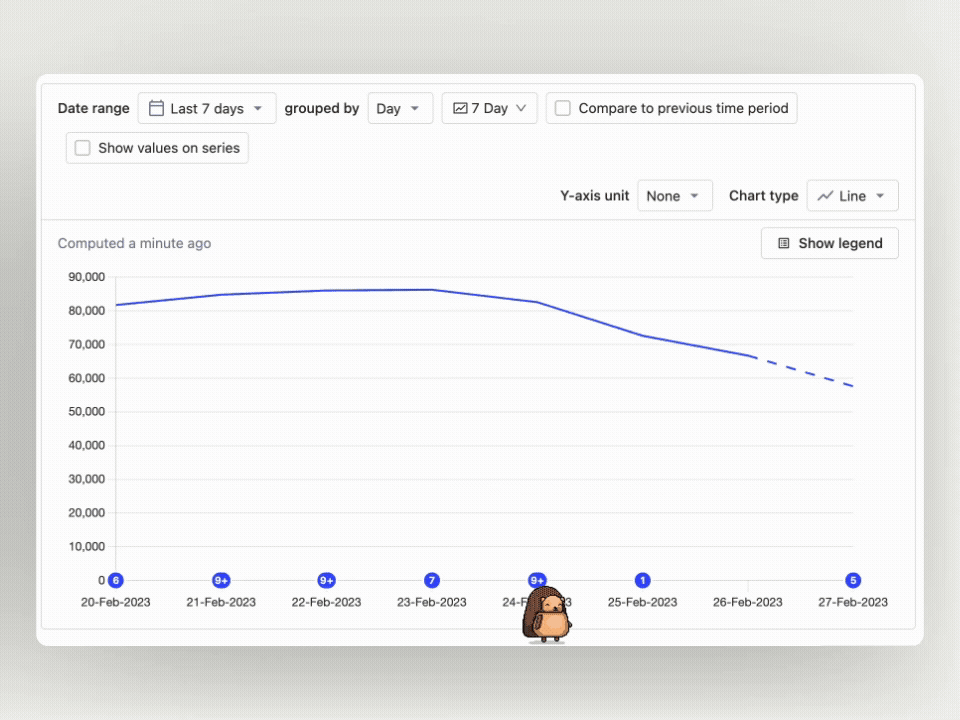 Date range Last 7 days grouped by Day 7 Day Compare to previous time period
Show values on series
Y-axis unit None Chart type Line
Computed a minute ago Show legend
90,000
80,000
70,000
60,000
50,000
40,000
30,000
20,000
10,000
0 6 9+ 9+ 7 9+ 1 5
20-Feb-2023 21-Feb-2023 22-Feb-2023 23-Feb-2023 25-Feb-2023 26-Feb-2023 27-Feb-2023